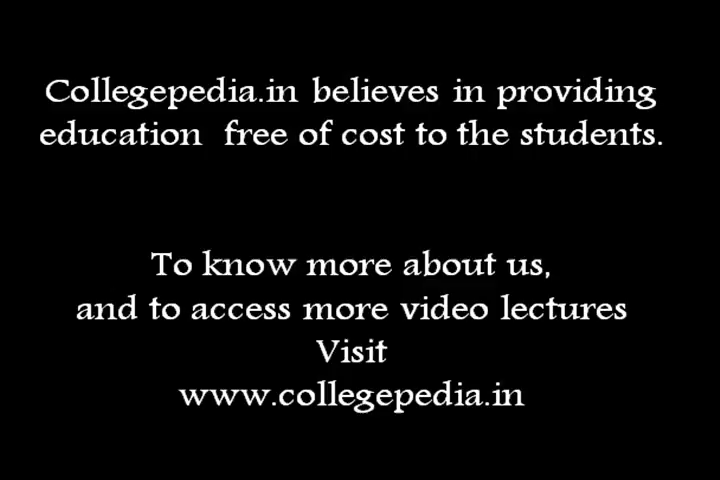 Collegepedia.in believes in providing
education free of cost to the students.
To know more about us,
and to access more video lectures
Visit
www.collegepedia.in